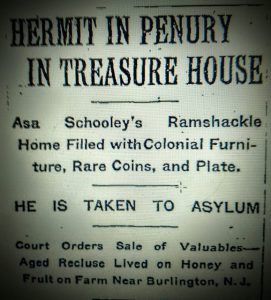 HERMIT IN PENURY
IN TREASURE HOUSE
Asa Schooley's Ramshackle
Home Filled with Colonial Furni-
ture, Rare Coins, and Plate.
HE IS TAKEN TO ASYLUM
Court Orders Sale of Valuables—
Aged Recluse Lived on Honey and
Fruit on Farm Near Burlington, N. J.